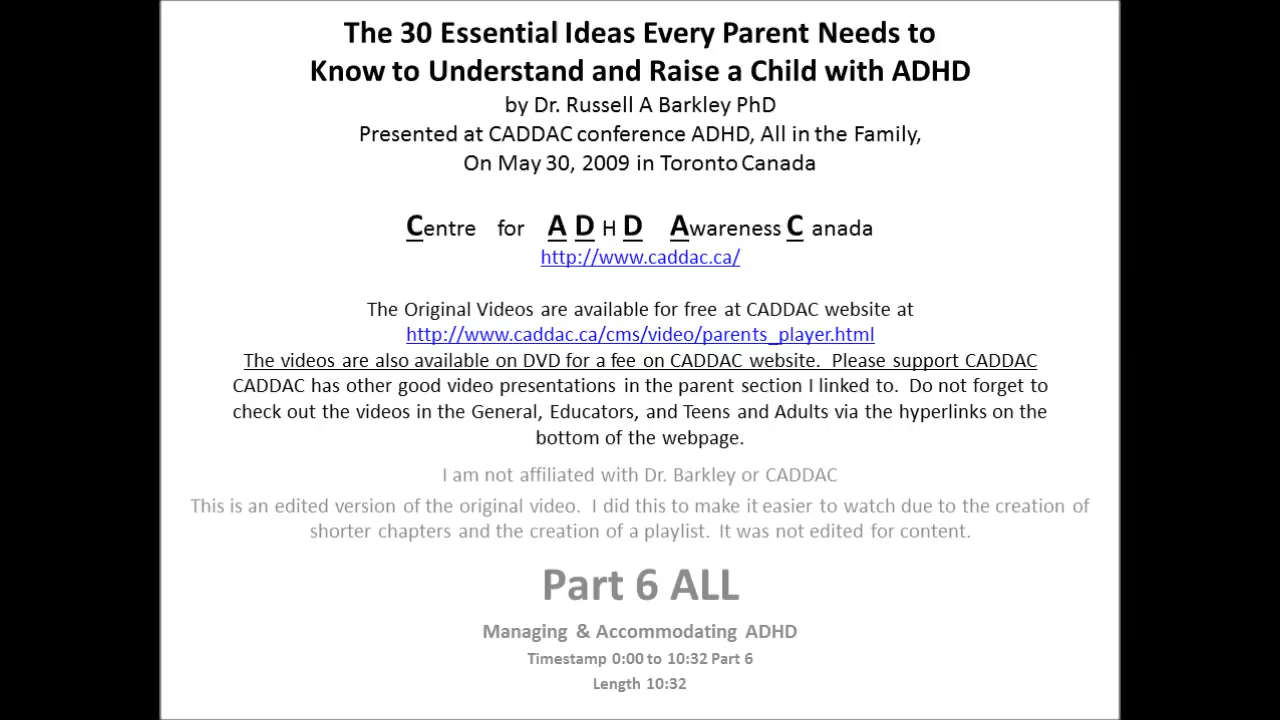 The 30 Essential Ideas Every Parent Needs to
Know to Understand and Raise a Child with ADHD
by Dr. Russell A Barkley PhD
Presented at CADDAC conference ADHD, All in the Family,
On May 30, 2009 in Toronto Canada
Centre for A D H D Awareness C anada
http://www.caddac.ca/
The Original Videos are available for free at CADDAC website at
http://www.caddac.ca/cms/video/parents_player.html
The videos are also available on DVD for a fee on CADDAC website. Please support CADDAC
CADDAC has other good video presentations in the parent section I linked to. Do not forget to
check out the videos in the General, Educators, and Teens and Adults via the hyperlinks on the
bottom of the webpage.
I am not affiliated with Dr. Barkley or CADDAC
This is an edited version of the original video. I did this to make it easier to watch due to the creation of
shorter chapters and the creation of a playlist. It was not edited for content.
Part 6 ALL
Managing & Accommodating ADHD
Timestamp 0:00 to 10:32 Part 6
Length 10:32